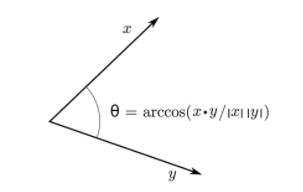 x
θ = arccos(x•y/|x| |y|)
y